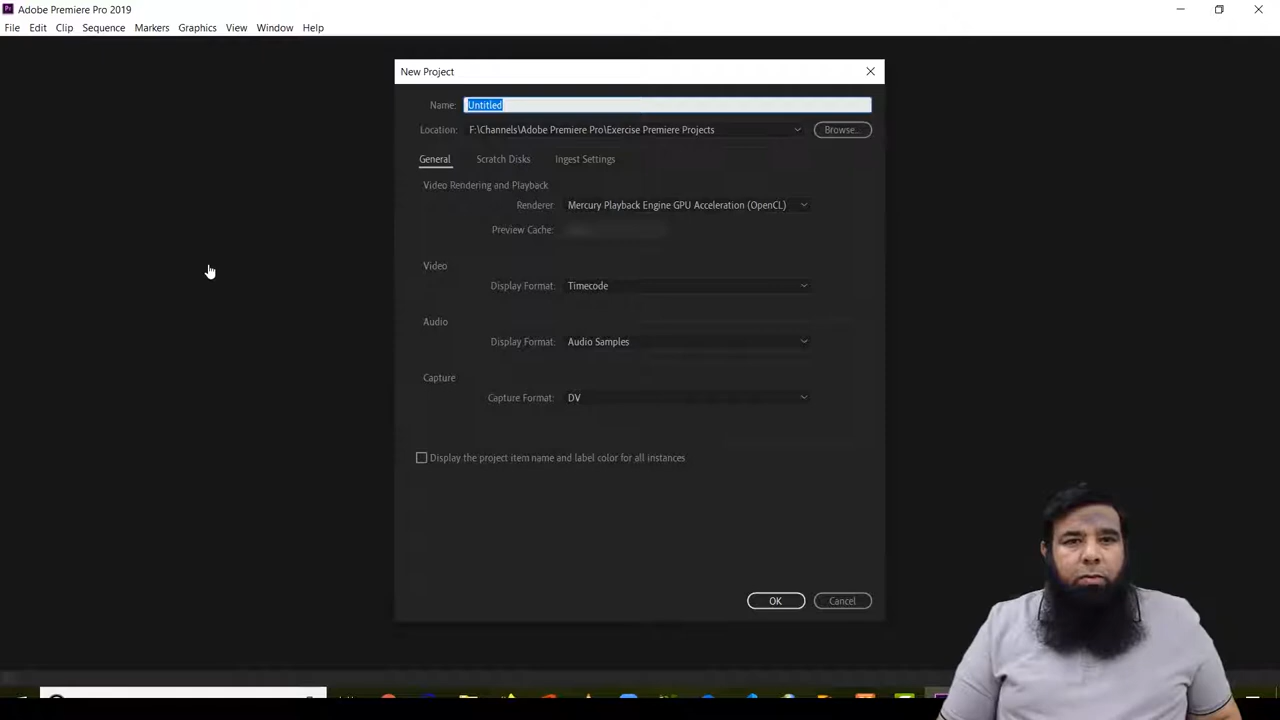 Adobe Premiere Pro 2019
File Edit Clip Sequence Markers Graphics View Window Help
New Project
Name: Untitled
Location: F:\Channels\Adobe Premiere Pro\Exercise Premiere Projects Browse...
General Scratch Disks Ingest Settings
Video Rendering and Playback
Renderer: Mercury Playback Engine GPU Acceleration (OpenCL)
Preview Cache:
Video
Display Format: Timecode
Audio
Display Format: Audio Samples
Capture
Capture Format: DV
Display the project item name and label color for all instances
OK Cancel